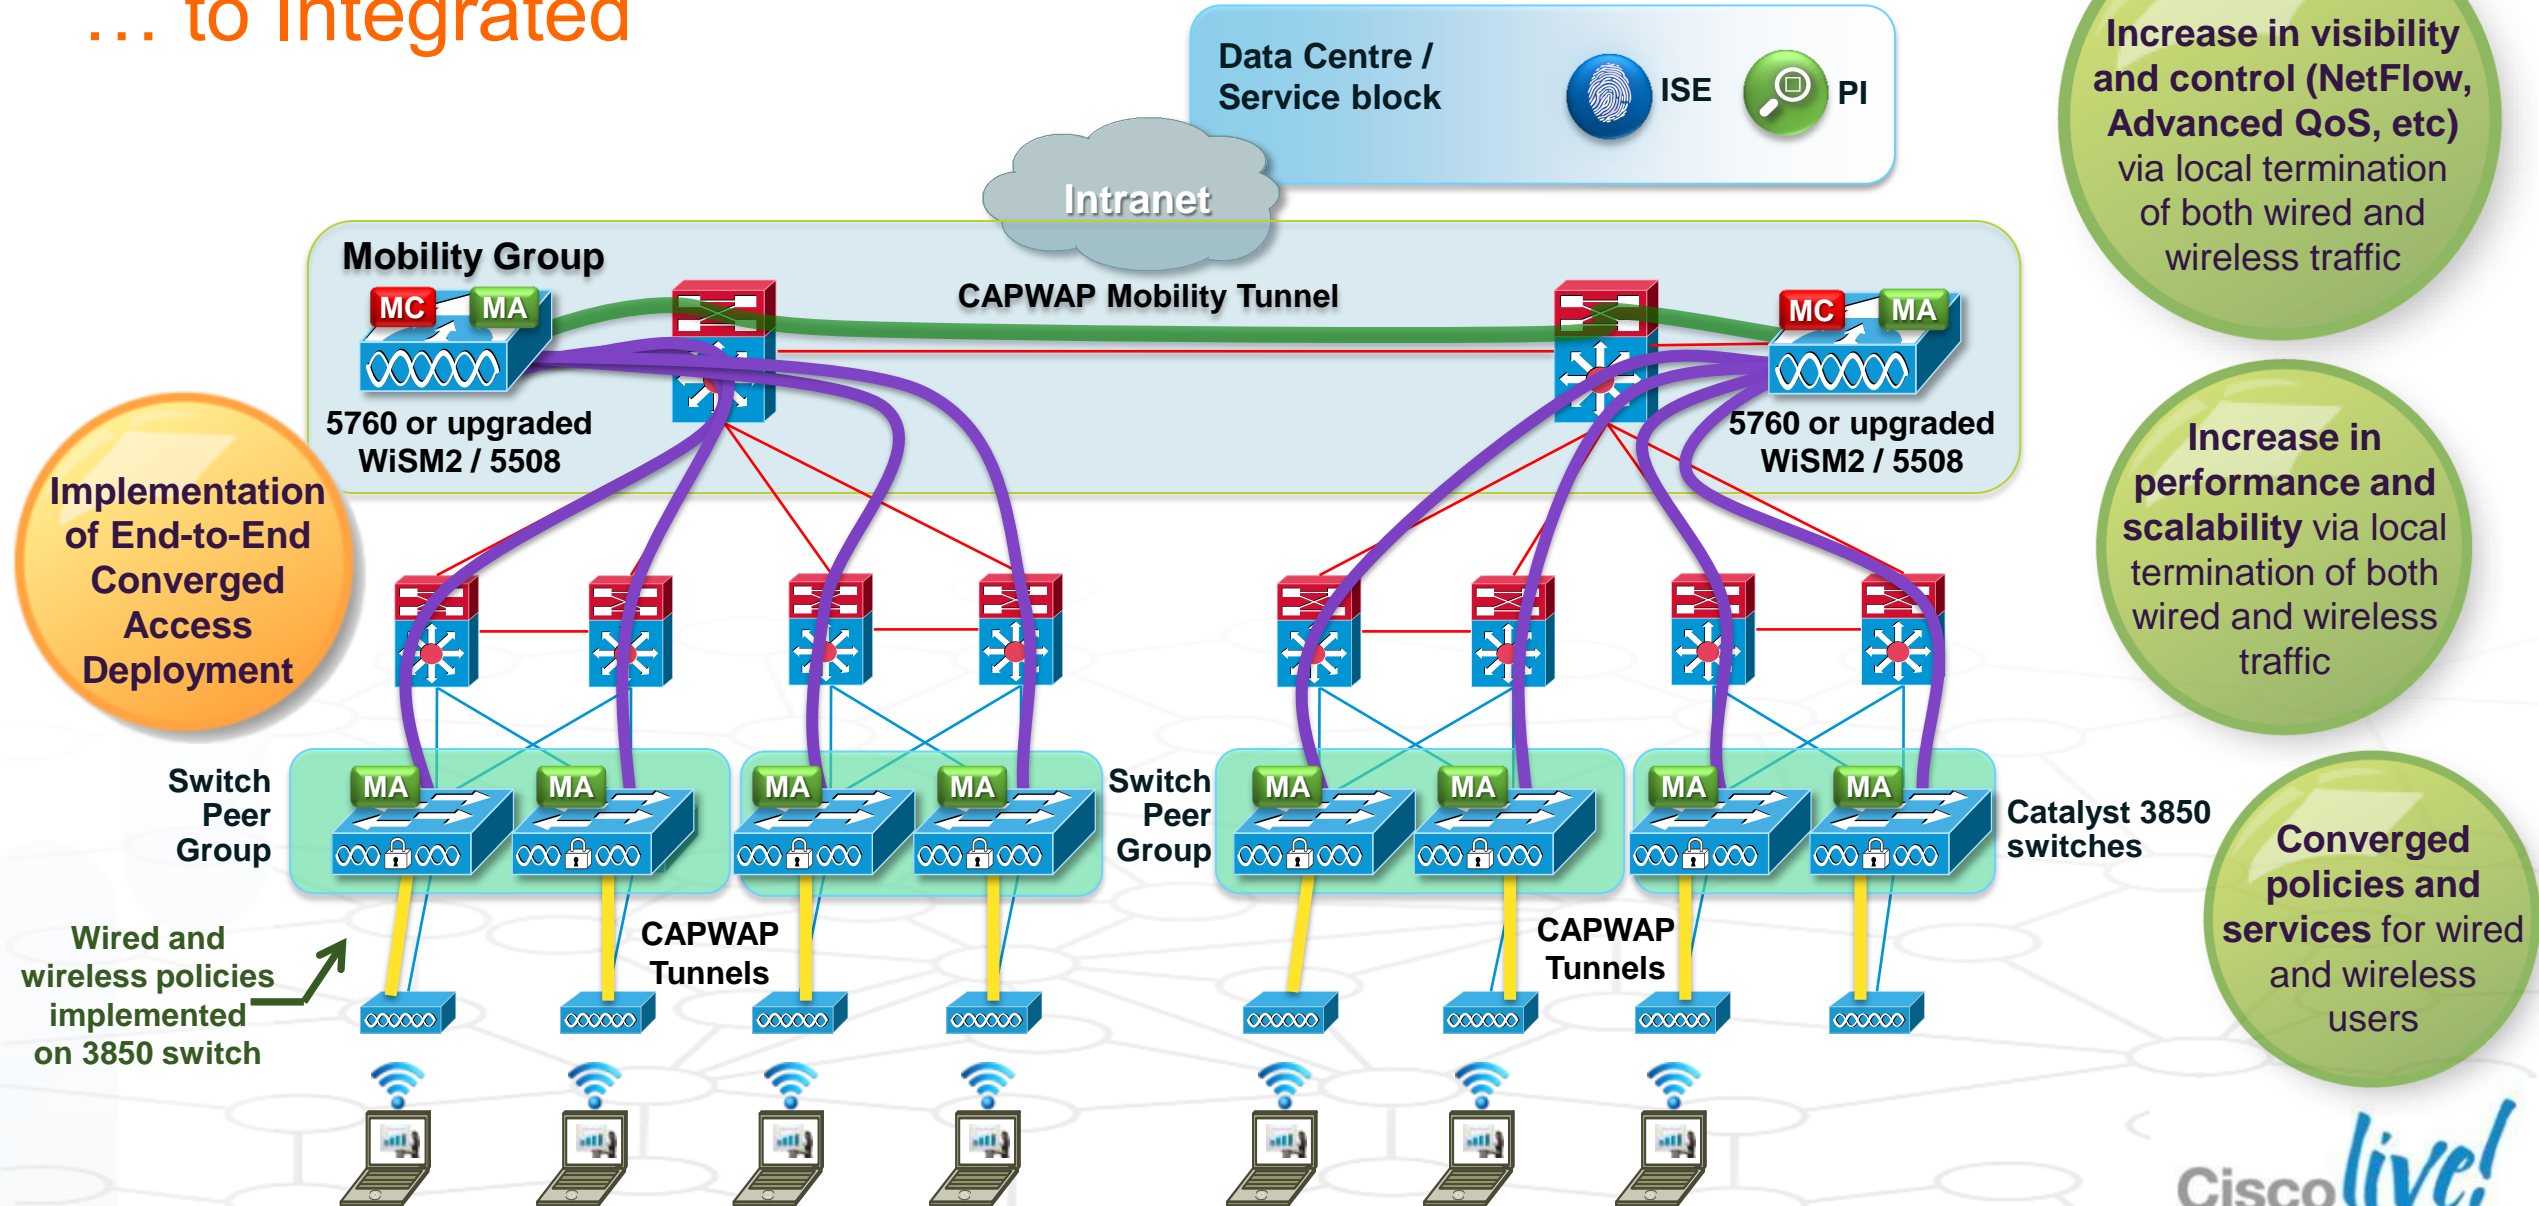 … to Integrated
Data Centre /
Service block
ISE
PI
Intranet
Mobility Group
MC
MA
CAPWAP Mobility Tunnel
MC
MA
5760 or upgraded
WiSM2 / 5508
5760 or upgraded
WiSM2 / 5508
Implementation
of End-to-End
Converged
Access
Deployment
Increase in visibility
and control (NetFlow,
Advanced QoS, etc)
via local termination
of both wired and
wireless traffic
Increase in
performance and
scalability via local
termination of both
wired and wireless
traffic
Switch
Peer
Group
MA
MA
MA
MA
Switch
Peer
Group
MA
MA
MA
MA
Catalyst 3850
switches
Converged
policies and
services for wired
and wireless
users
Wired and
wireless policies
implemented
on 3850 switch
CAPWAP
Tunnels
CAPWAP
Tunnels
Cisco live!